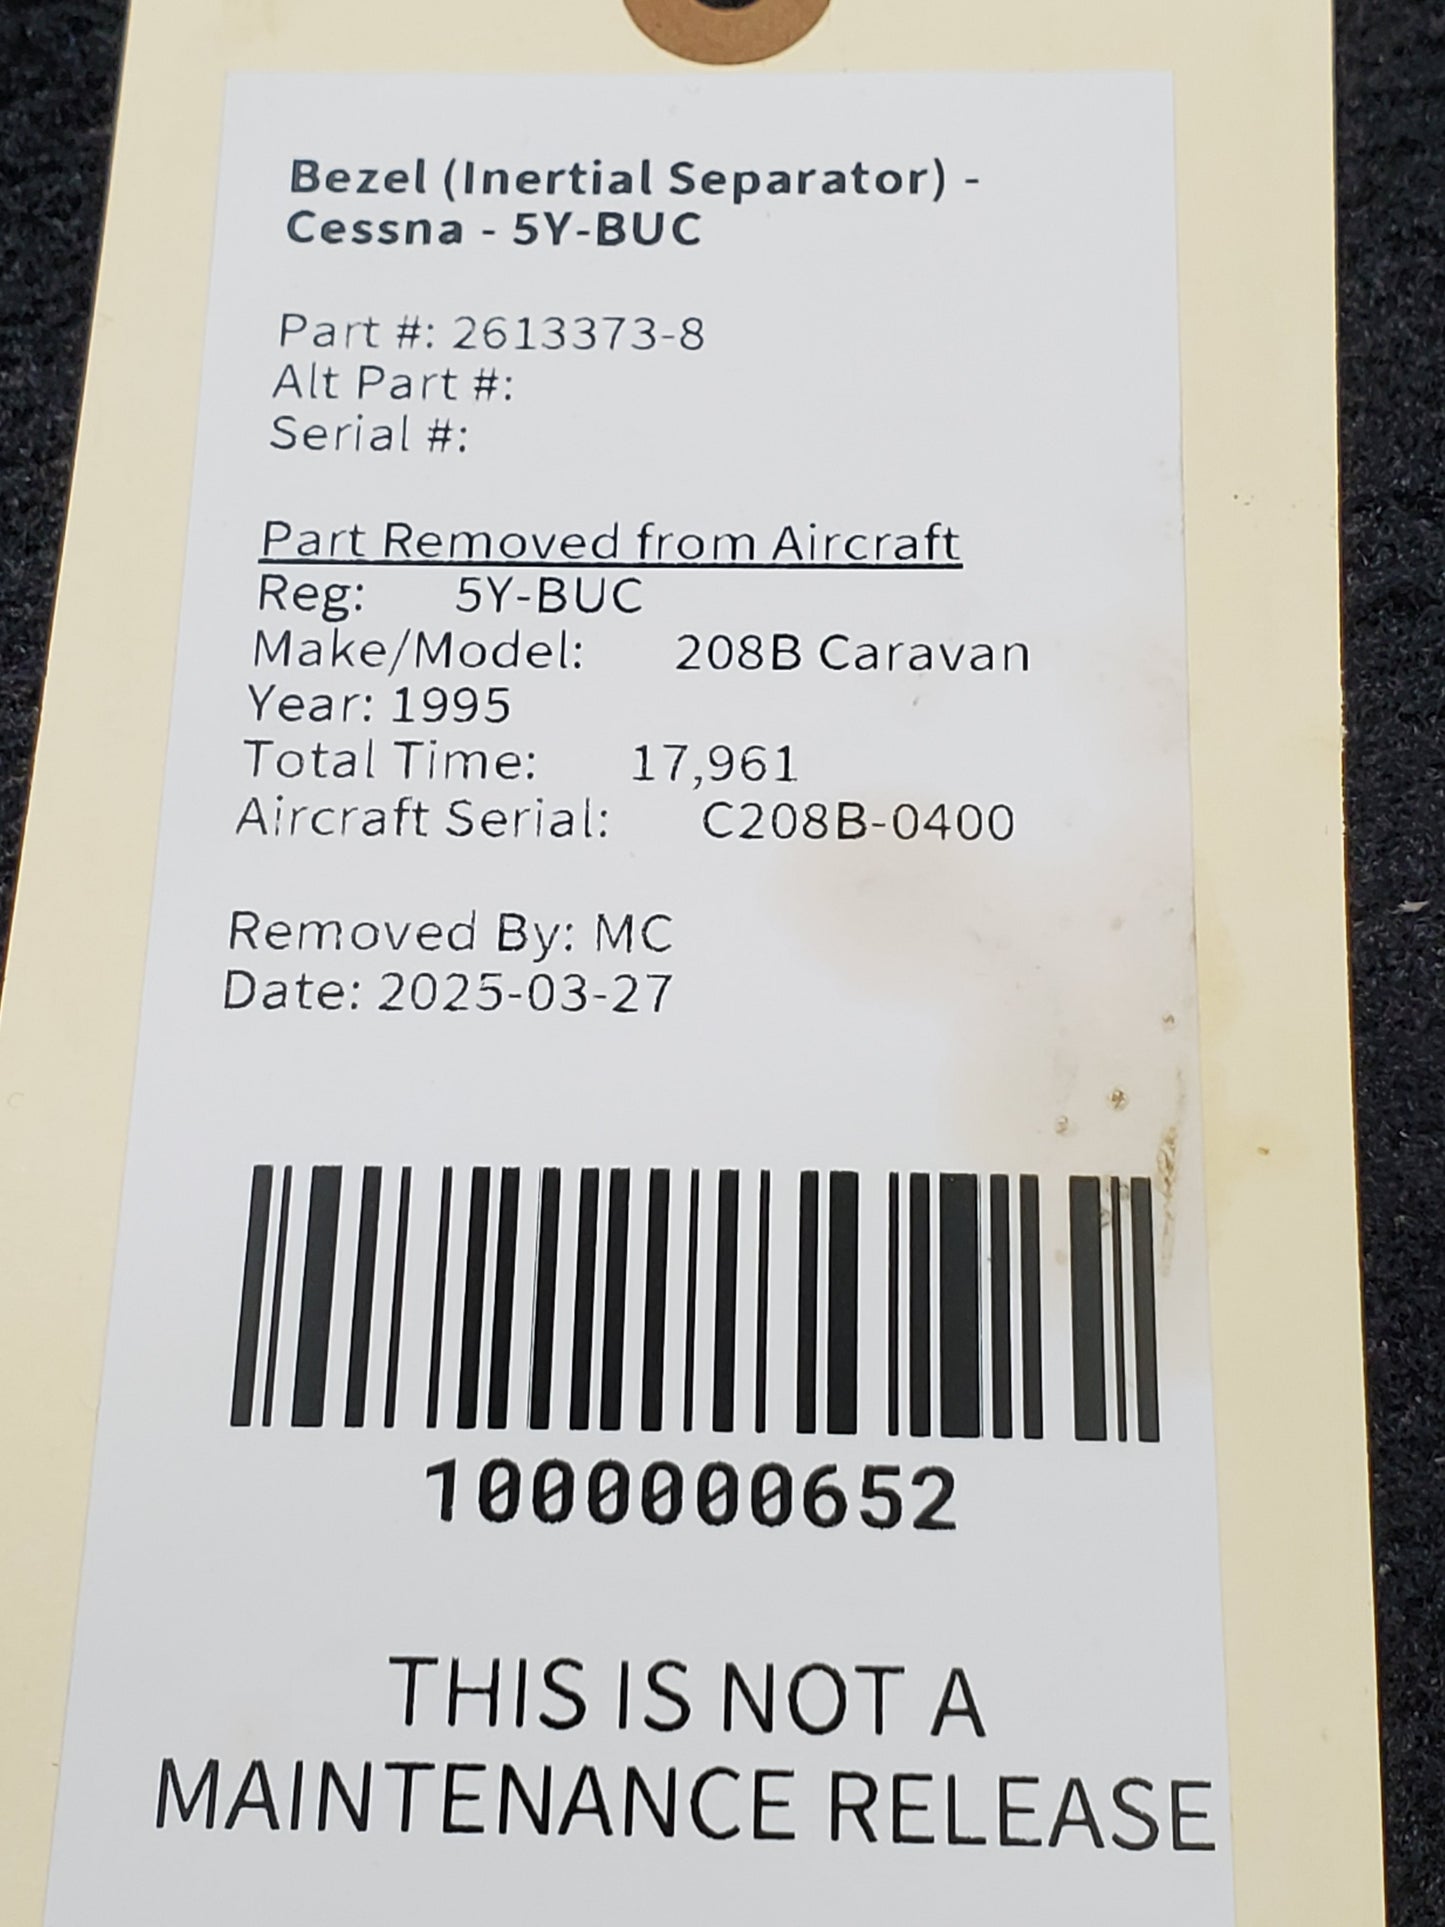 Bezel (Inertial Separator) -
Cessna - 5Y-BUC
Part #: 2613373-8
Alt Part #:
Serial #:
Part Removed from Aircraft
Reg: 5Y-BUC
Make/Model: 208B Caravan
Year: 1995
Total Time: 17,961
Aircraft Serial: C208B-0400
Removed By: MC
Date: 2025-03-27
1000000652
THIS IS NOT A
MAINTENANCE RELEASE